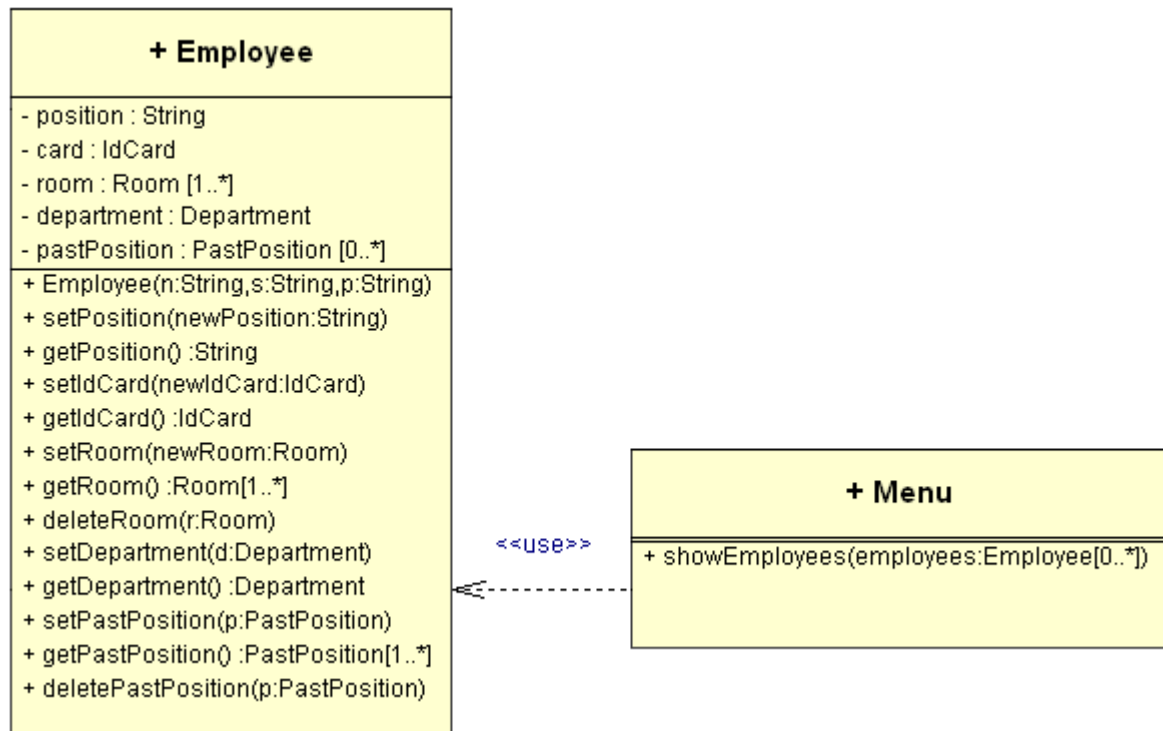 + Employee
- position : String
- card : IdCard
- room : Room [1..*]
- department : Department
- pastPosition : PastPosition [0..*]
+ Employee(n:String,s:String,p:String)
+ setPosition(newPosition:String)
+ getPosition() :String
+ setIdCard(newIdCard:IdCard)
+ getIdCard() :IdCard
+ setRoom(newRoom:Room)
+ getRoom() :Room[1..*]
+ deleteRoom(r:Room)
+ setDepartment(d:Department)
+ getDepartment() :Department
+ setPastPosition(p:PastPosition)
+ getPastPosition() :PastPosition[1..*]
+ deletePastPosition(p:PastPosition)
<<use>>
+ Menu
+ showEmployees(employees:Employee[0..*])